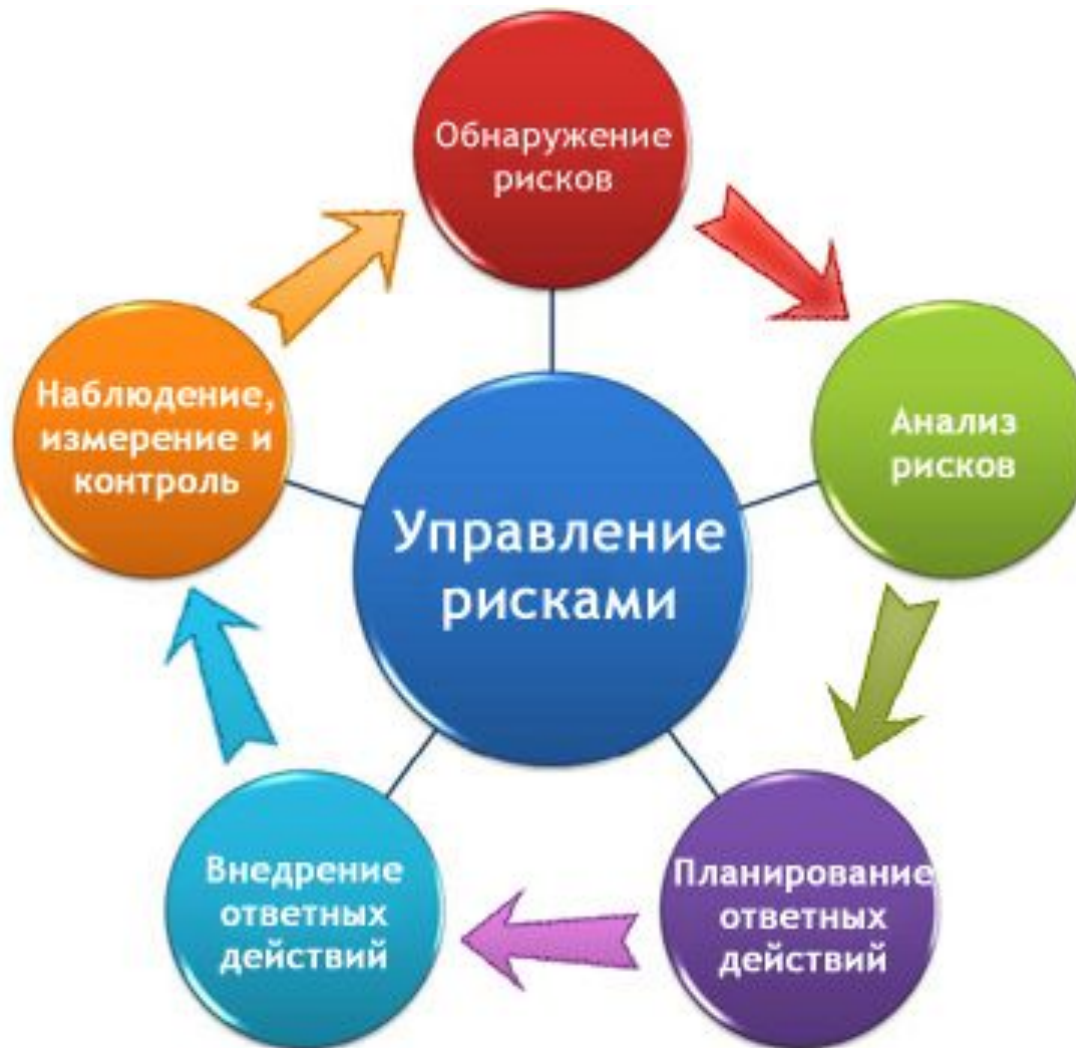 Обнаружение
рисков
Анализ
рисков
Планирование
ответных
действий
Внедрение
ответных
действий
Наблюдение,
измерение и
контроль
Управление
рисками